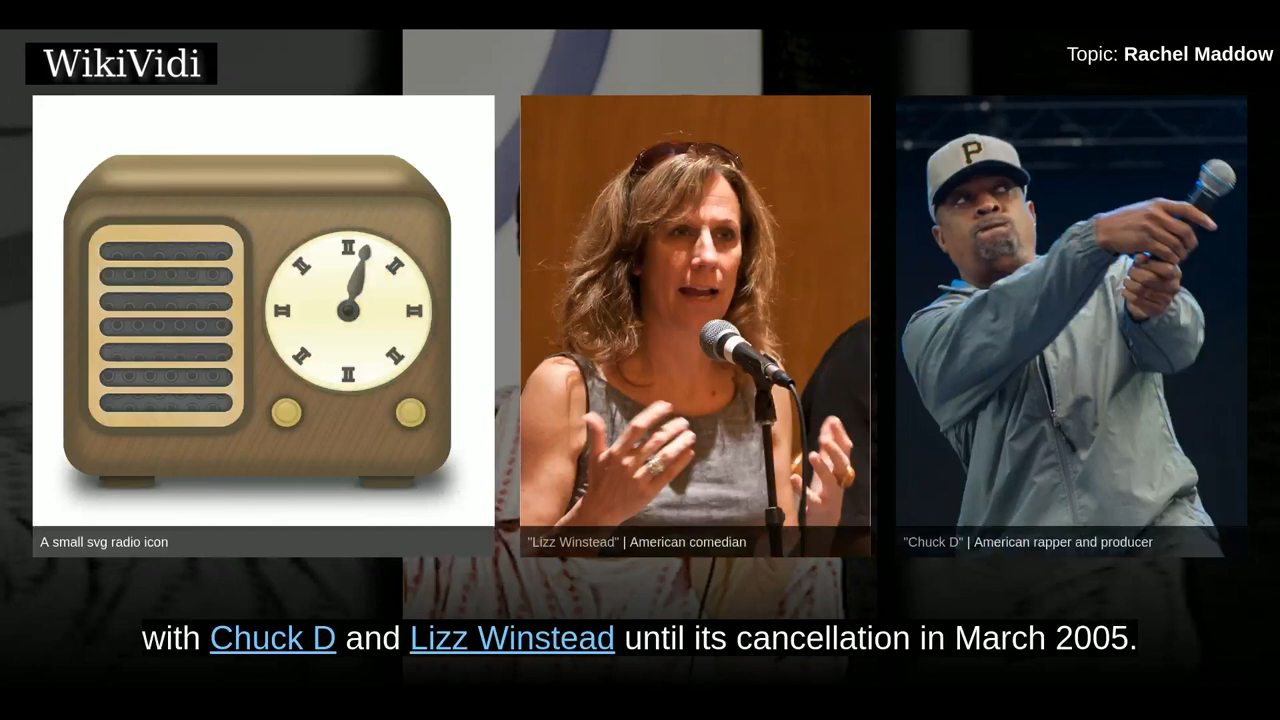 WikiVidi
Topic: Rachel Maddow
P
A small svg radio icon
"Lizz Winstead" | American comedian
"Chuck D" | American rapper and producer
with Chuck D and Lizz Winstead until its cancellation in March 2005.